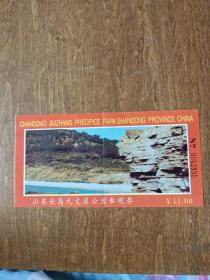 CHANGDAO JIUZHANG PRECIPICE PARK SHANDONG PROVINCE CHINA
山东长岛九丈崖公园参观券
￥11.00